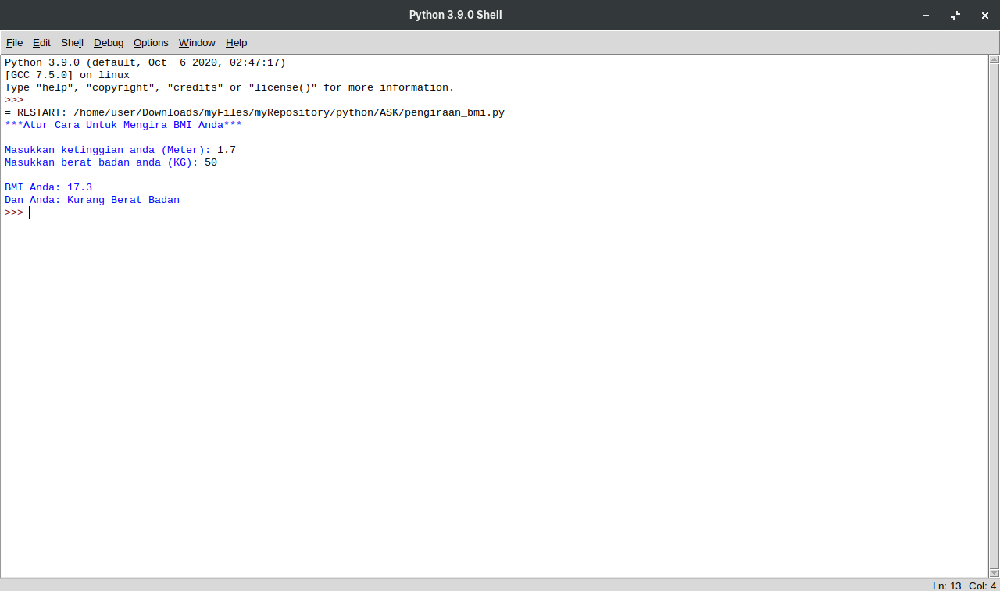 Python 3.9.0 Shell
File Edit Shell Debug Options Window Help
Python 3.9.0 (default, Oct  6 2020, 02:47:17)
[GCC 7.5.0] on linux
Type "help", "copyright", "credits" or "license()" for more information.
>>>
= RESTART: /home/user/Downloads/myFiles/myRepository/python/ASK/pengiraan_bmi.py
***Atur Cara Untuk Mengira BMI Anda***
Masukkan ketinggian anda (Meter): 1.7
Masukkan berat badan anda (KG): 50
BMI Anda: 17.3
Dan Anda: Kurang Berat Badan
>>>
Ln: 13 Col: 4